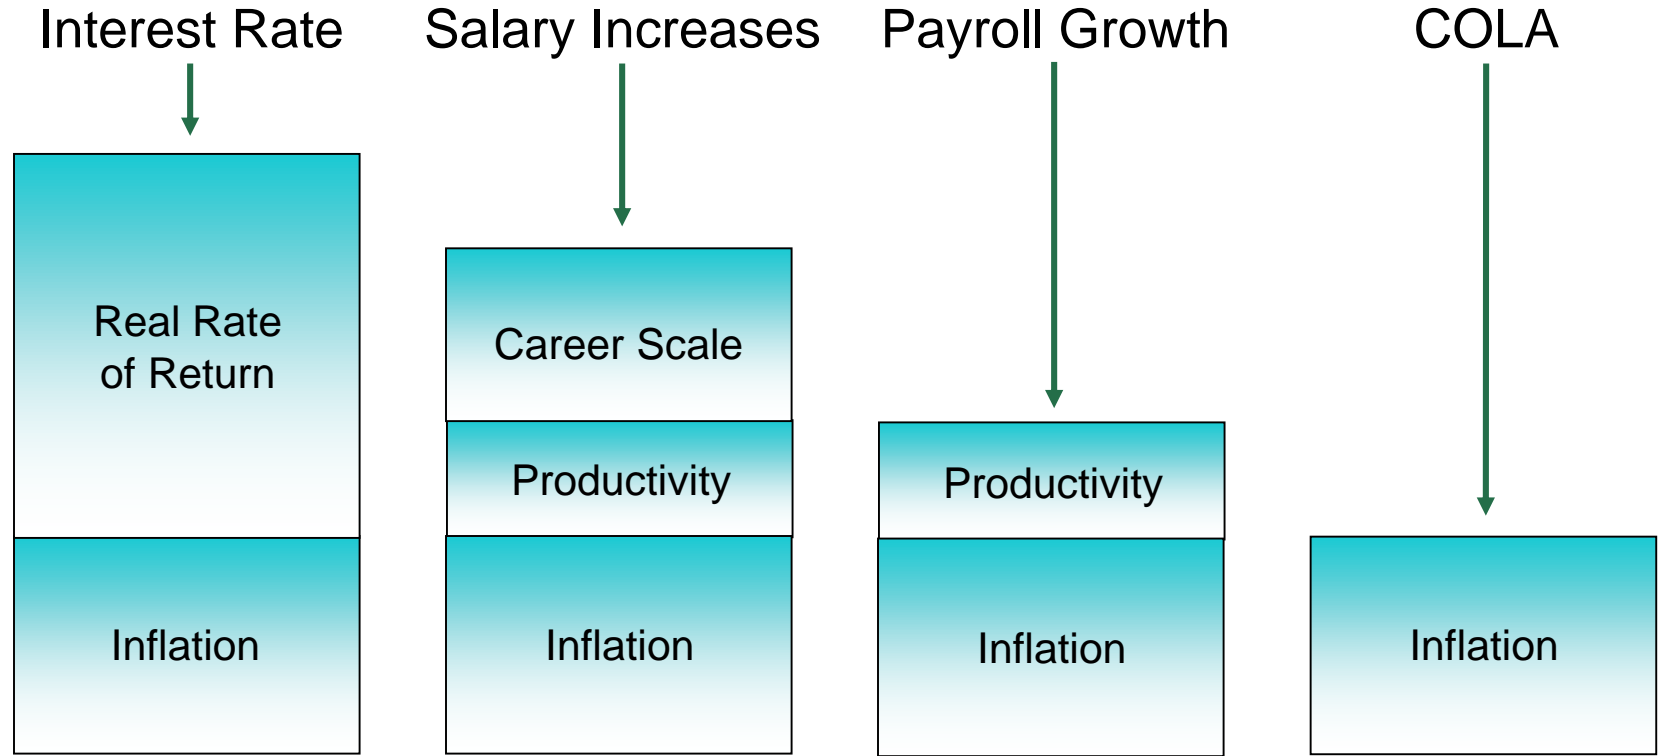 Interest Rate
Salary Increases
Payroll Growth
COLA
Real Rate
of Return
Career Scale
Productivity
Productivity
Inflation
Inflation
Inflation
Inflation